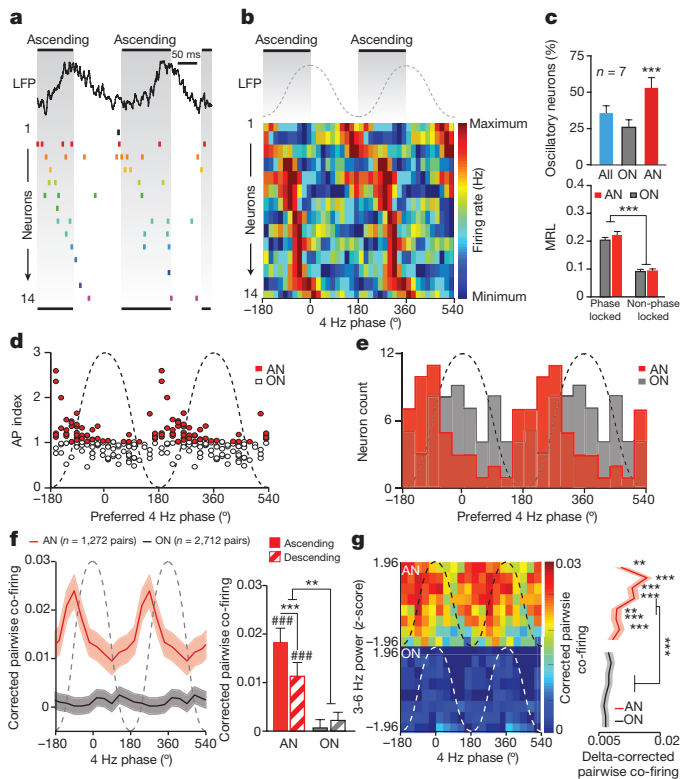 a
Ascending Ascending
50 ms
LFP
1
Neurons
14
b
Ascending Ascending
LFP
1
Neurons
14
−180 0 180 360 540
4 Hz phase (º)
Maximum
Firing rate (Hz)
Minimum
c
Oscillatory neurons (%)
75
50
25
0
n = 7
***
All ON AN
AN ON
MRL
0.4
0.3
0.2
0.1
0
***
Phase locked
Non-phase locked
d
AP index
3
2
1
0
AN
ON
−180 0 180 360 540
Preferred 4 Hz phase (º)
e
Neuron count
12
6
0
AN
ON
−180 0 180 360 540
Preferred 4 Hz phase (º)
f
AN (n = 1,272 pairs) ON (n = 2,712 pairs)
Corrected pairwise co-firing
0.03
0.02
0.01
0
−180 0 180 360 540
4 Hz phase (º)
Ascending
Descending
Corrected pairwise co-firing
0.03
0.02
0.01
0
**
***
###
###
AN ON
g
3-6 Hz power (z-score)
1.96
AN
−1.96
1.96
ON
−1.96
−180 0 180 360 540
4 Hz phase (º)
0.03
0.02
0.01
0
Corrected pairwsie co-firing
**
***
***
***
**
***
***
***
AN
ON
0.005 0.02
Delta-corrected
pairwise co-firing